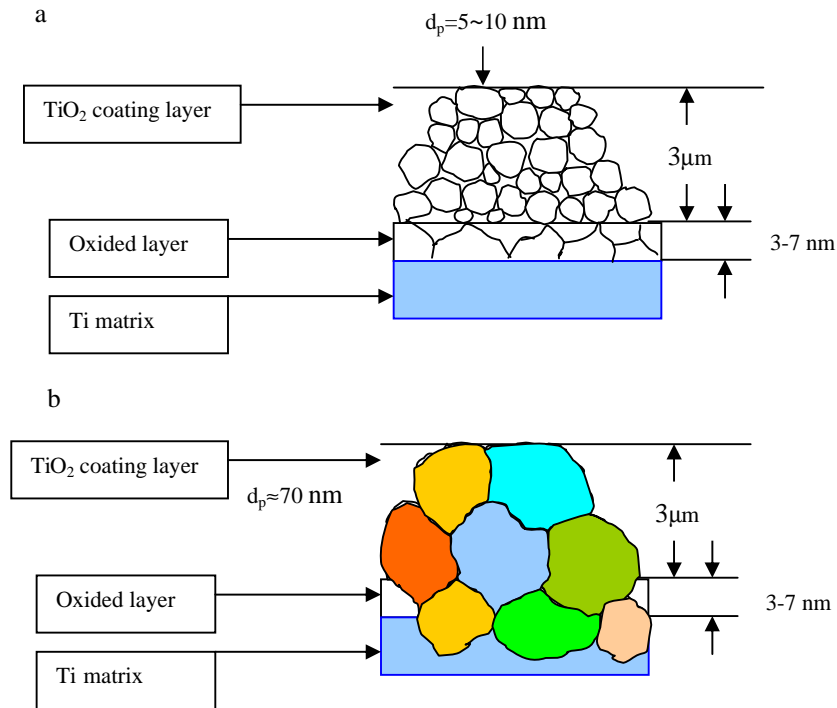 a
dₚ=5~10 nm
TiO₂ coating layer
3μm
Oxided layer
3-7 nm
Ti matrix
b
TiO₂ coating layer
dₚ≈70 nm
3μm
Oxided layer
3-7 nm
Ti matrix